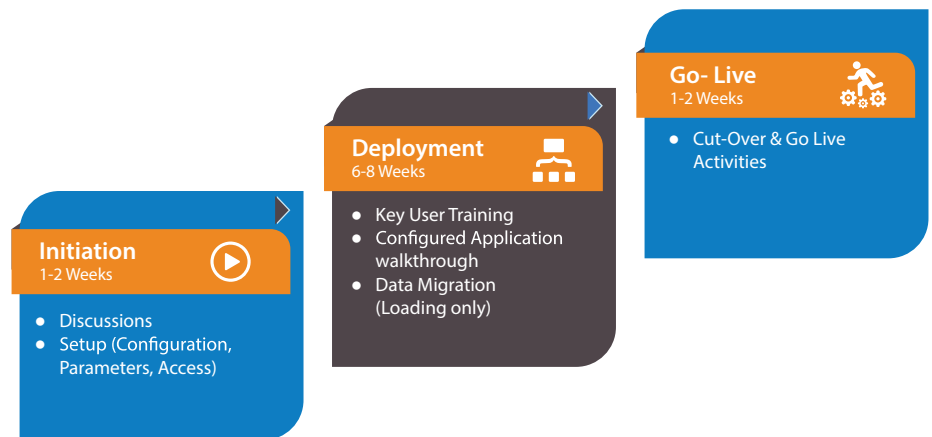 Initiation
1-2 Weeks
● Discussions
● Setup (Configuration,
Parameters, Access)
Deployment
6-8 Weeks
● Key User Training
● Configured Application
walkthrough
● Data Migration
(Loading only)
Go- Live
1-2 Weeks
● Cut-Over & Go Live
Activities